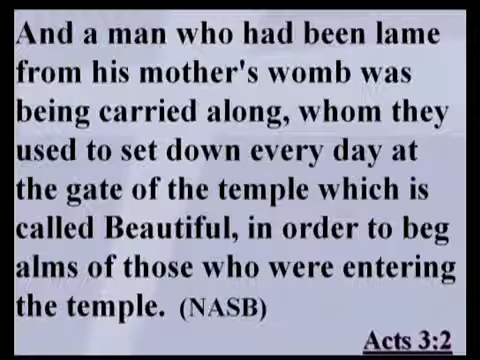 And a man who had been lame
from his mother's womb was
being carried along, whom they
used to set down every day at
the gate of the temple which is
called Beautiful, in order to beg
alms of those who were entering
the temple. (NASB)
Acts 3:2